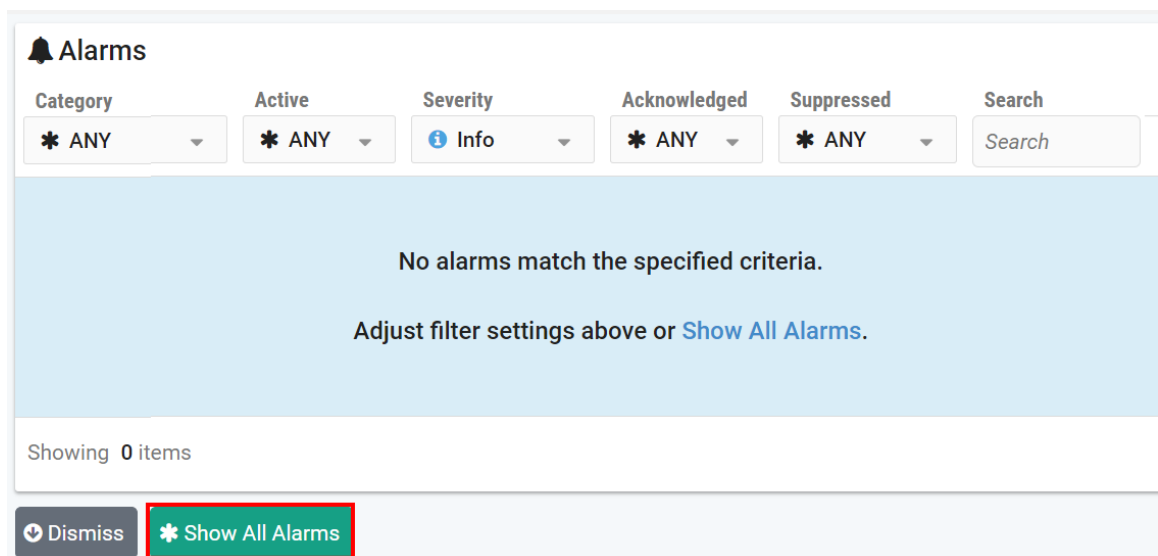 Alarms
Category Active Severity Acknowledged Suppressed Search
ANY ANY Info ANY ANY Search
No alarms match the specified criteria.
Adjust filter settings above or Show All Alarms.
Showing 0 items
Dismiss Show All Alarms